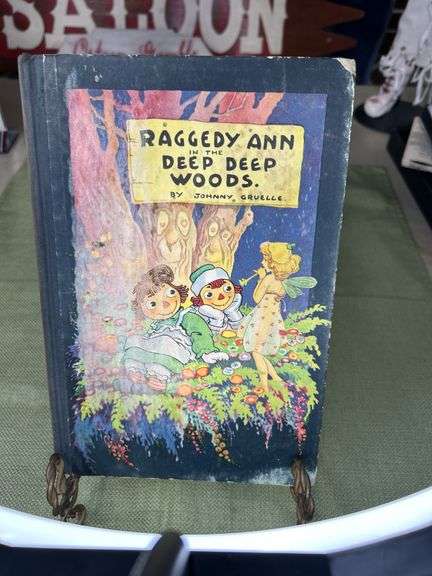 SALOON
RAGGEDY ANN
IN THE
DEEP DEEP
WOODS.
BY JOHNNY GRUELLE